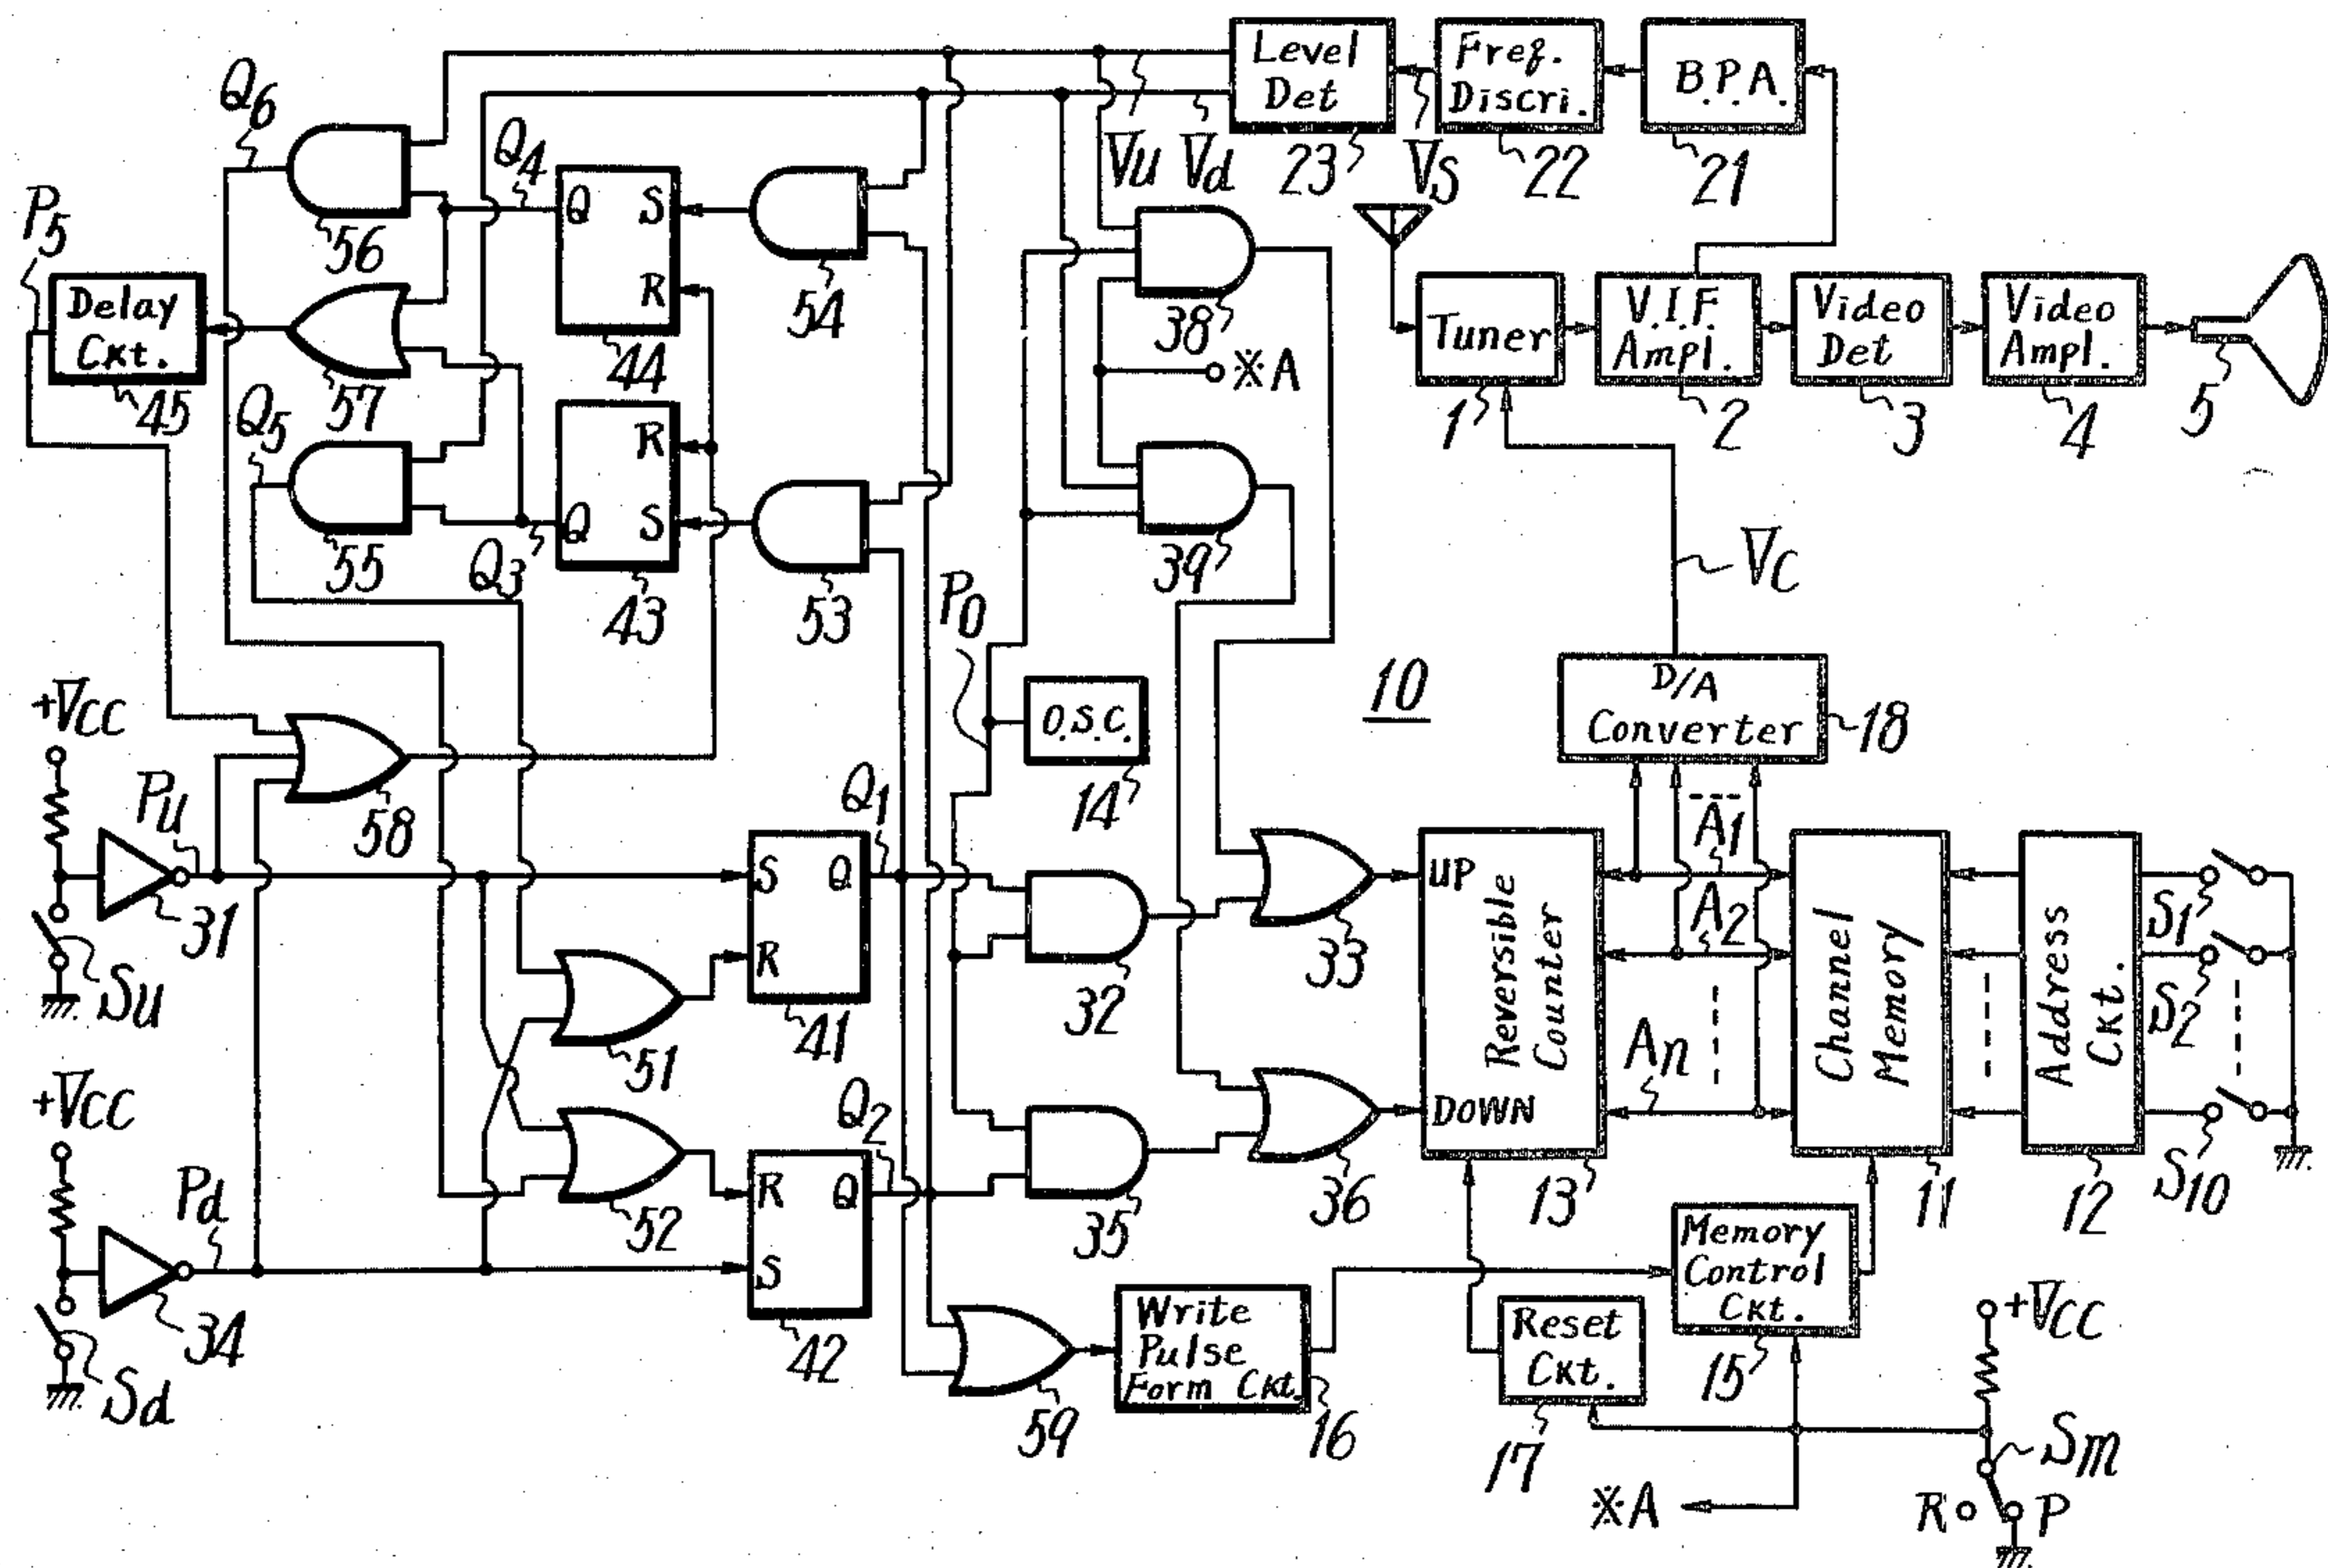 Level
Det
Fref.
Discri.
B.P.A.
Q6
Q4
Vu
Vd
23
VS
22
21
P5
56
Q
S
R
54
38
Delay
Ckt.
45
57
44
※A
Tuner
V.I.F.
Ampl.
Video
Det
Video
Ampl.
1
2
3
4
5
Q5
R
Q
S
55
Q3
43
53
39
P0
VC
10
D/A
Converter
18
+VCC
O.S.C.
14
Pu
58
Q1
A1
S
Q
R
UP
Reversible
Counter
DOWN
A2
An
Channel
Memory
Address
Ckt.
S1
S2
S10
31
Su
51
41
32
33
+VCC
Q2
Pd
52
R
Q
S
35
36
13
11
12
34
Sd
42
59
Write
Pulse
Form Ckt.
16
Reset
Ckt.
17
Memory
Control
Ckt.
15
+VCC
Sm
※A
R
P